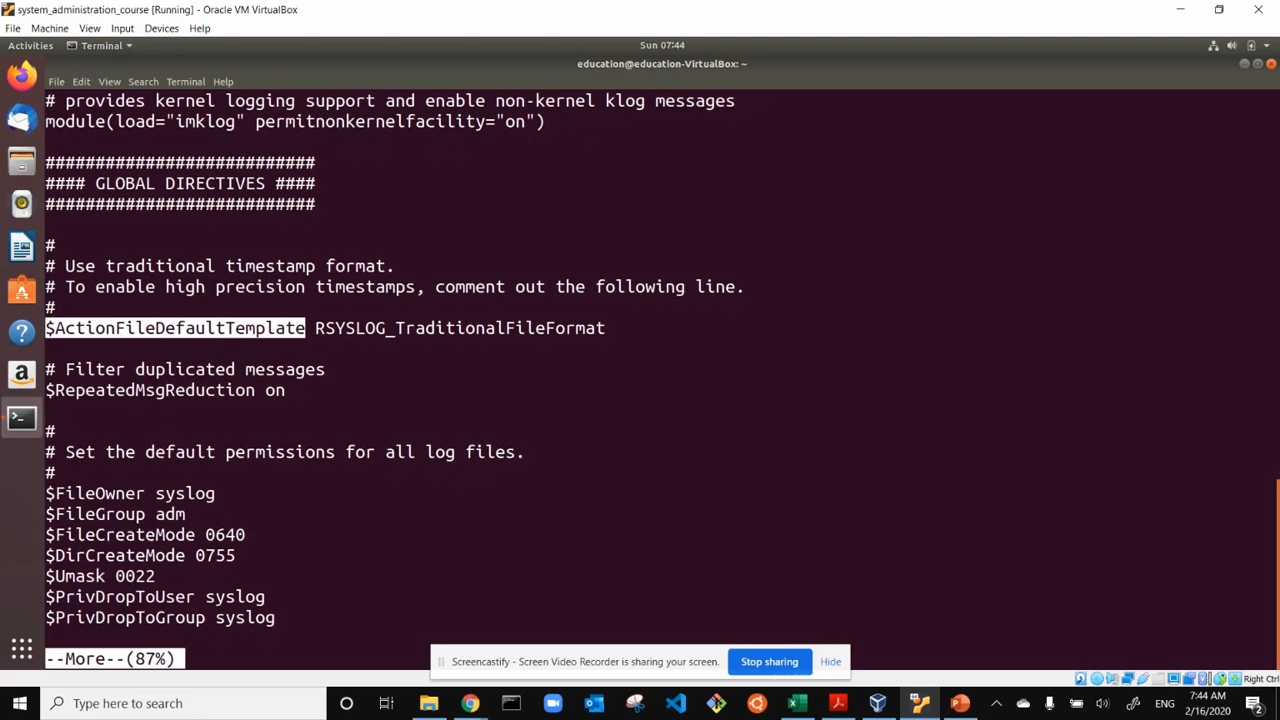 system_administration_course [Running] - Oracle VM VirtualBox
File Machine View Input Devices Help
Activities Terminal Sun 07:44
education@education-VirtualBox: ~
File Edit View Search Terminal Help
# provides kernel logging support and enable non-kernel klog messages
module(load="imklog" permitnonkernelfacility="on")
###########################
#### GLOBAL DIRECTIVES ####
###########################
#
# Use traditional timestamp format.
# To enable high precision timestamps, comment out the following line.
#
$ActionFileDefaultTemplate RSYSLOG_TraditionalFileFormat
# Filter duplicated messages
$RepeatedMsgReduction on
#
# Set the default permissions for all log files.
#
$FileOwner syslog
$FileGroup adm
$FileCreateMode 0640
$DirCreateMode 0755
$Umask 0022
$PrivDropToUser syslog
$PrivDropToGroup syslog
--More--(87%)
Screencastify - Screen Video Recorder is sharing your screen. Stop sharing Hide
Right Ctrl
Type here to search
ENG
7:44 AM
2/16/2020
2